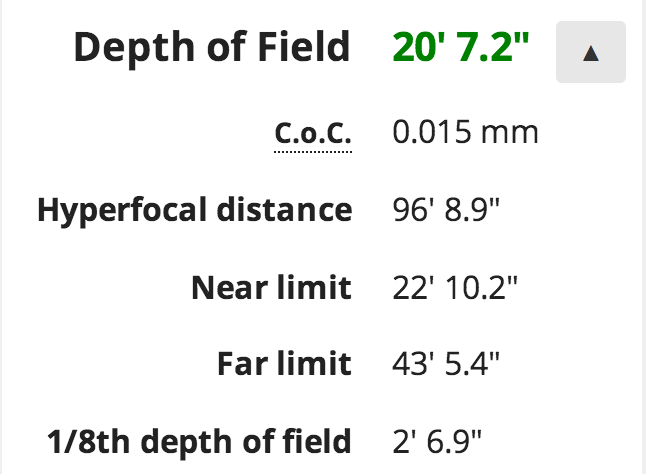 Depth of Field 20' 7.2" ▲
C.o.C. 0.015 mm
Hyperfocal distance 96' 8.9"
Near limit 22' 10.2"
Far limit 43' 5.4"
1/8th depth of field 2' 6.9"